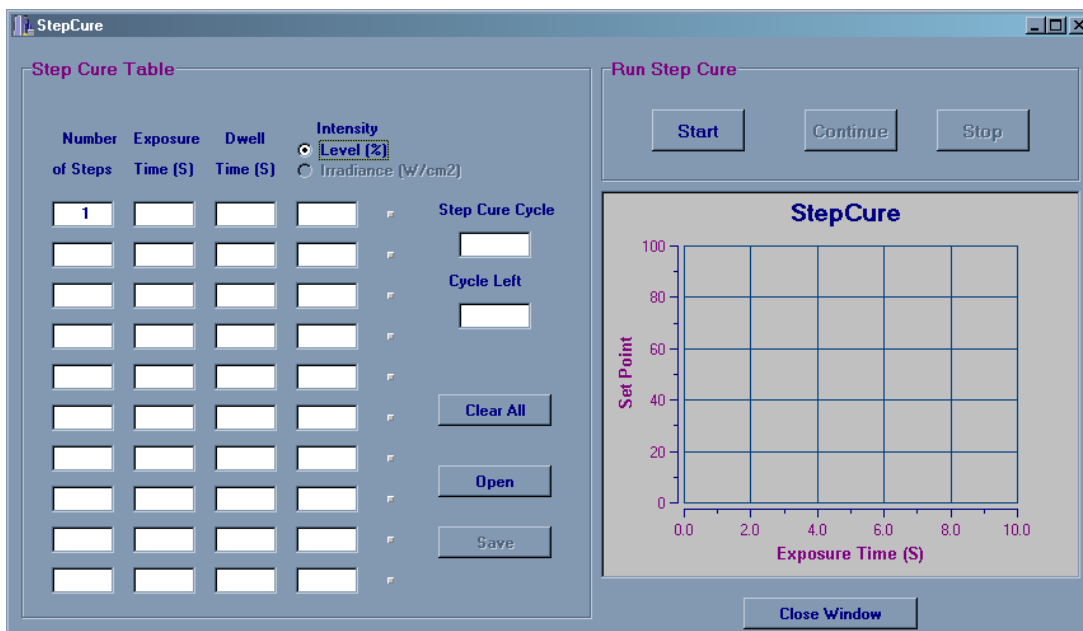 StepCure
Step Cure Table
Number of Steps
Exposure Time (S)
Dwell Time (S)
Intensity
Level (%)
Irradiance (W/cm2)
1
Step Cure Cycle
Cycle Left
Clear All
Open
Save
Run Step Cure
Start
Continue
Stop
StepCure
Set Point
100
80
60
40
20
0
0.0
2.0
4.0
6.0
8.0
10.0
Exposure Time (S)
Close Window